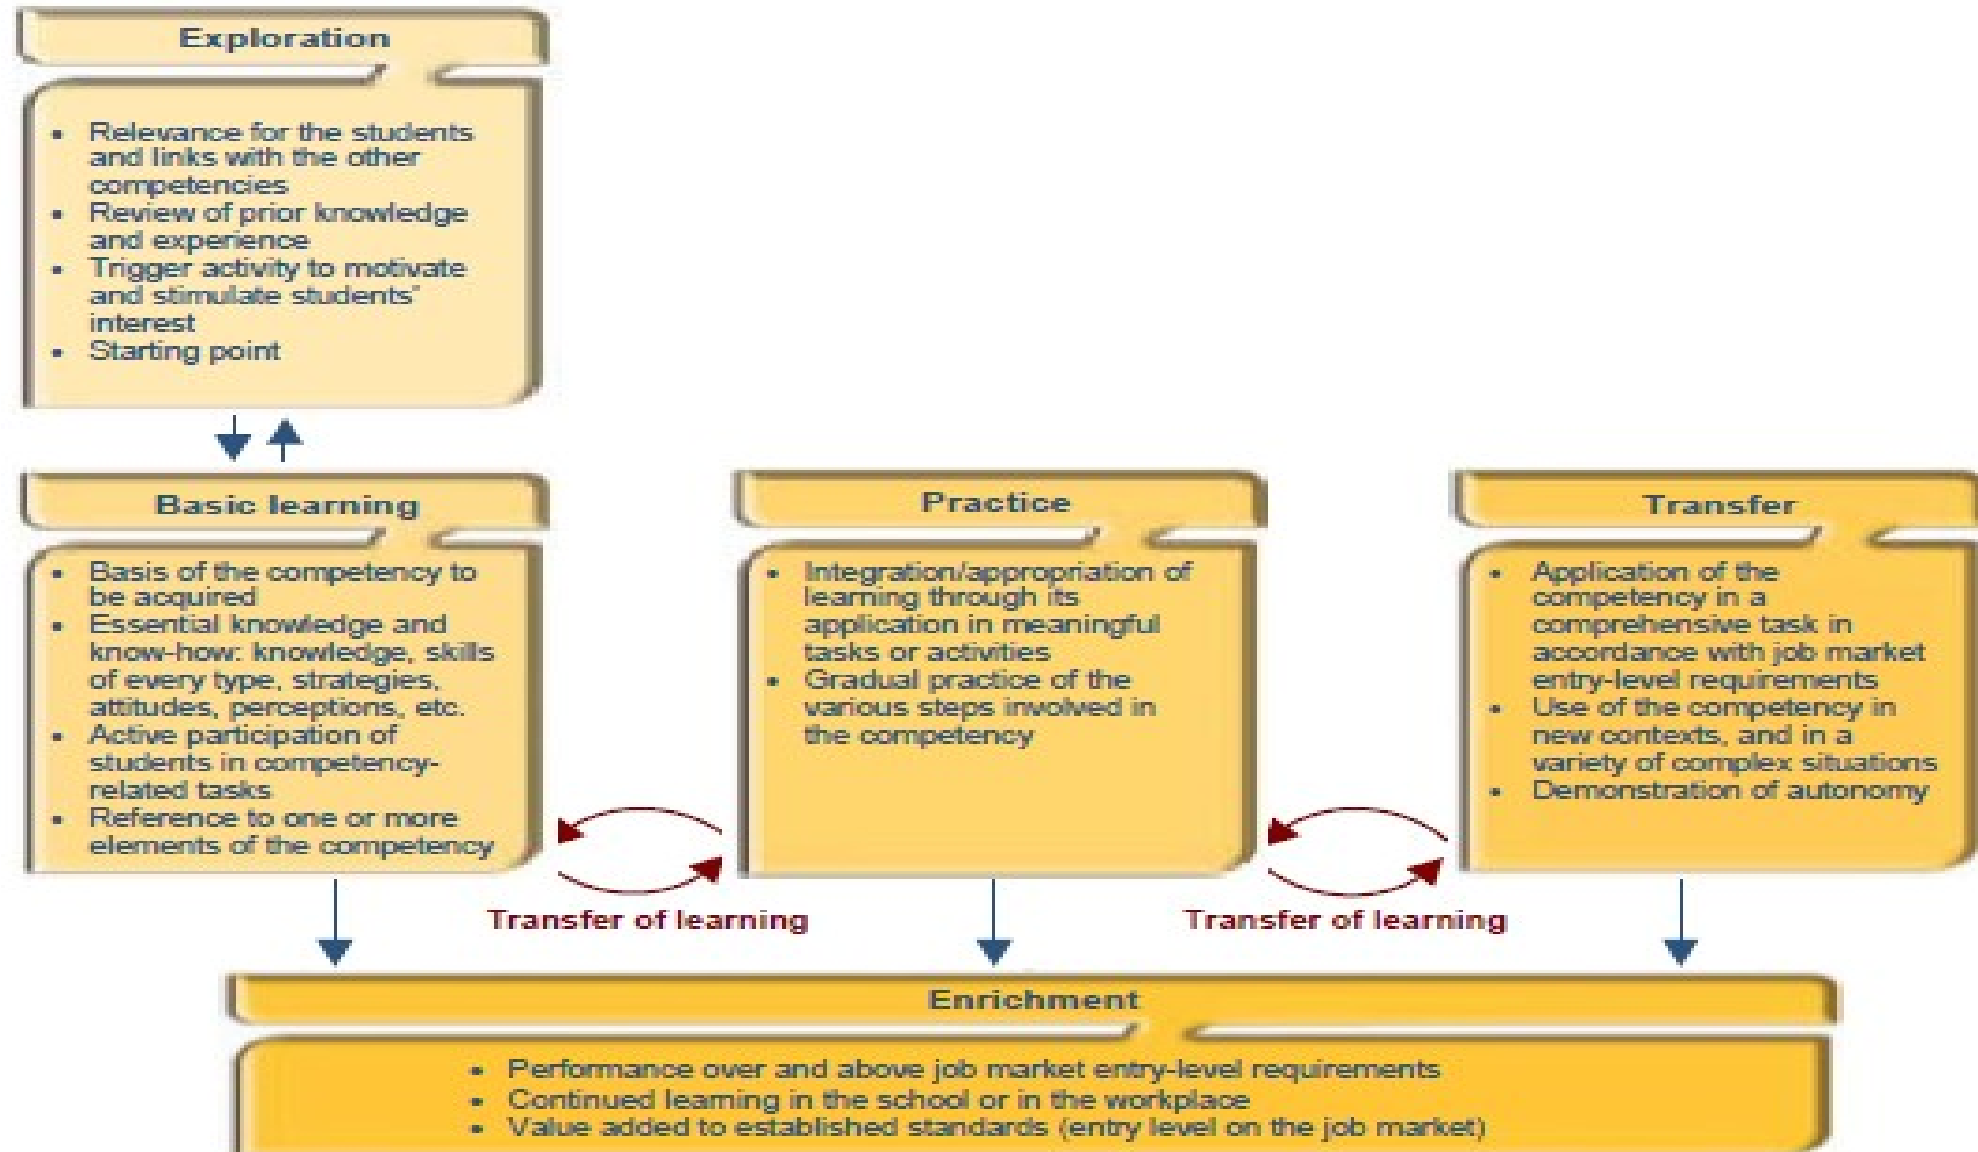 Exploration
• Relevance for the students
and links with the other
competencies
• Review of prior knowledge
and experience
• Trigger activity to motivate
and stimulate students'
interest
• Starting point
Basic learning
• Basis of the competency to
be acquired
• Essential knowledge and
know-how: knowledge, skills
of every type, strategies,
attitudes, perceptions, etc.
• Active participation of
students in competency-
related tasks
• Reference to one or more
elements of the competency
Practice
• Integration/appropriation of
learning through its
application in meaningful
tasks or activities
• Gradual practice of the
various steps involved in
the competency
Transfer
• Application of the
competency in a
comprehensive task in
accordance with job market
entry-level requirements
• Use of the competency in
new contexts, and in a
variety of complex situations
• Demonstration of autonomy
Transfer of learning
Transfer of learning
Enrichment
• Performance over and above job market entry-level requirements
• Continued learning in the school or in the workplace
• Value added to established standards (entry level on the job market)